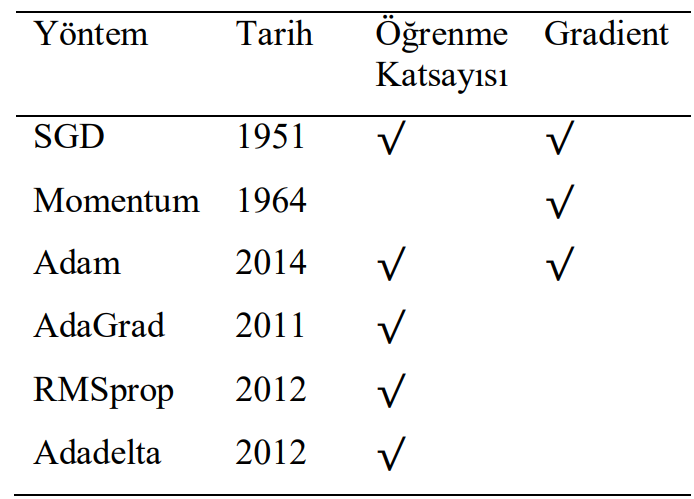 Yöntem Tarih Öğrenme Katsayısı Gradient
SGD 1951 √ √
Momentum 1964 √
Adam 2014 √ √
AdaGrad 2011 √
RMSprop 2012 √
Adadelta 2012 √